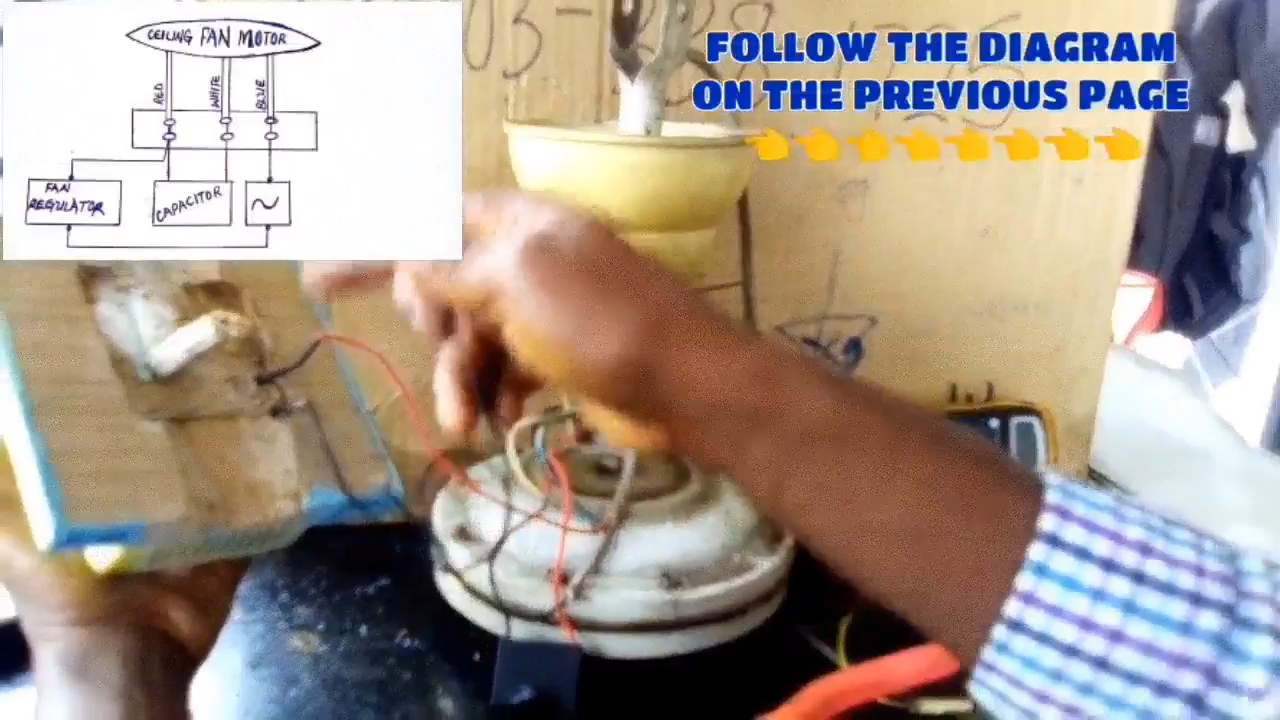 CEILING FAN MOTOR
RED
WHITE
BLUE
FAN
REGULATOR
CAPACITOR
~
FOLLOW THE DIAGRAM
ON THE PREVIOUS PAGE
👈👈👈👈👈👈👈👈